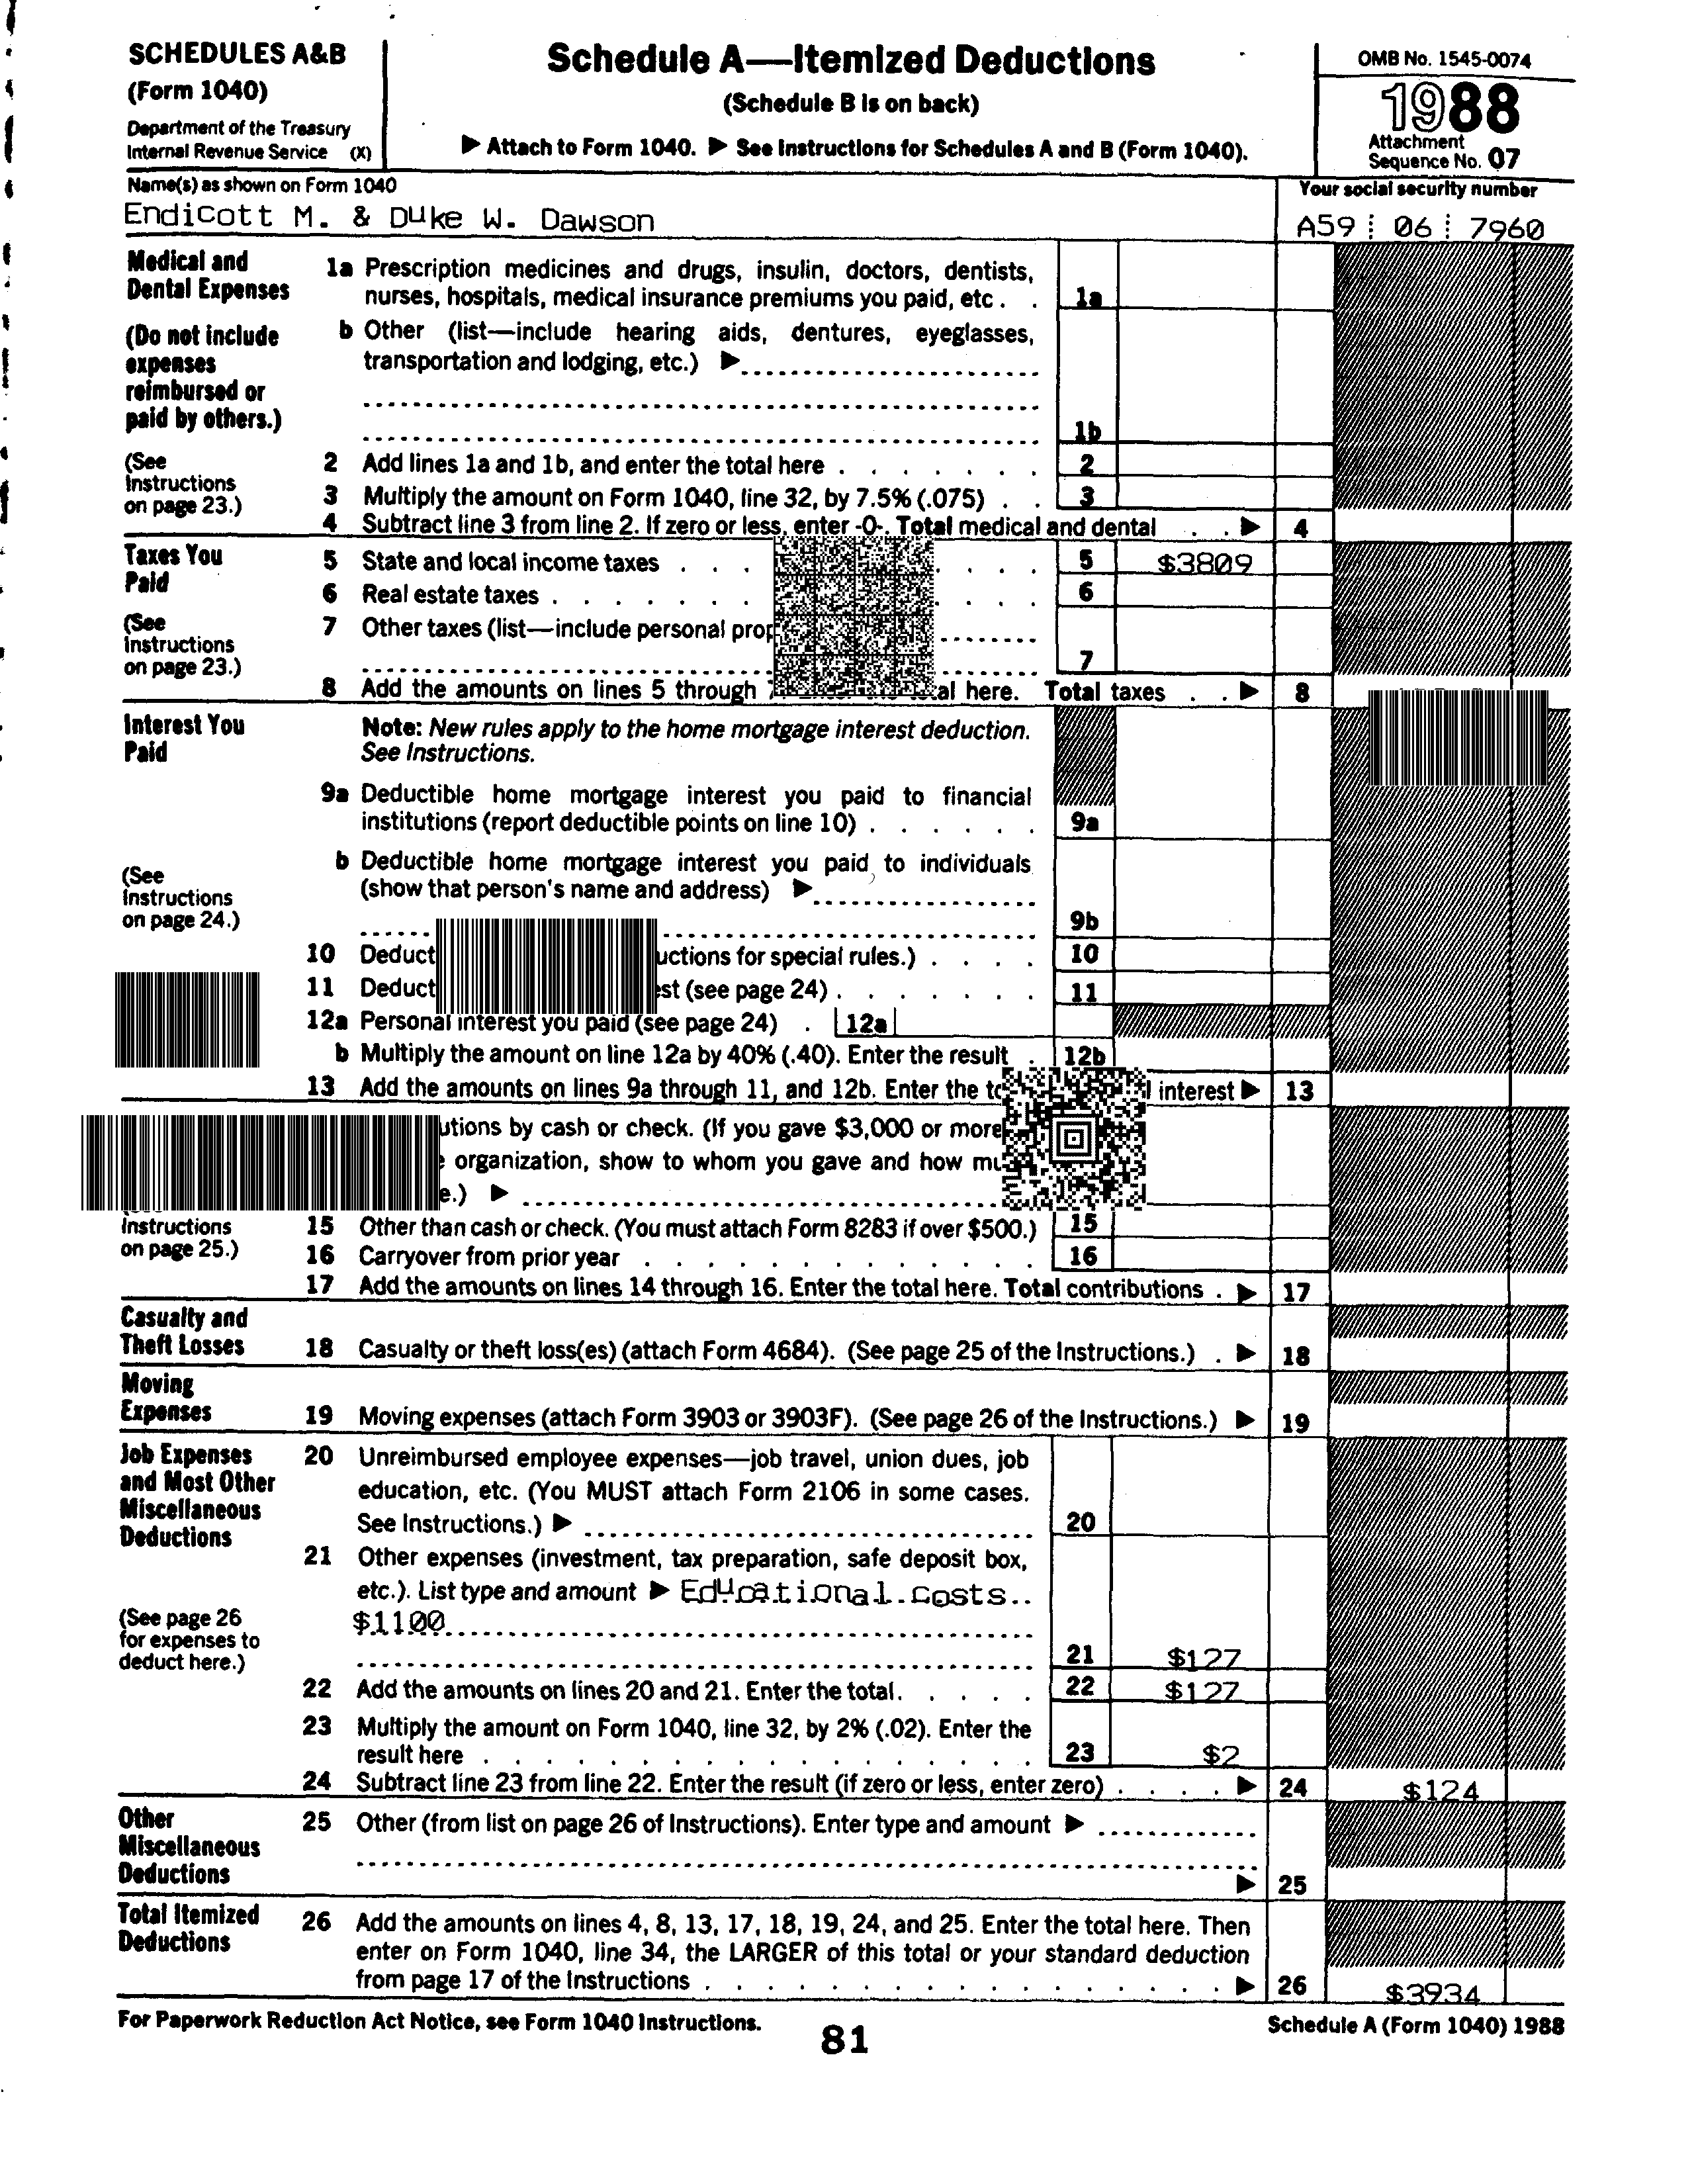 SCHEDULES A&B
(Form 1040)
Department of the Treasury
Internal Revenue Service (X)
Schedule A—Itemized Deductions
(Schedule B is on back)
▶ Attach to Form 1040. ▶ See Instructions for Schedules A and B (Form 1040).
OMB No. 1545-0074
1988
Attachment
Sequence No. 07
Name(s) as shown on Form 1040
Endicott M. & Duke W. Dawson
Your social security number
A59 06 7960
Medical and
Dental Expenses
(Do not include
expenses
reimbursed or
paid by others.)
(See
Instructions
on page 23.)
1a Prescription medicines and drugs, insulin, doctors, dentists,
nurses, hospitals, medical insurance premiums you paid, etc . . 1a
b Other (list—include hearing aids, dentures, eyeglasses,
transportation and lodging, etc.) ▶
1b
2 Add lines 1a and 1b, and enter the total here . . . . . . . 2
3 Multiply the amount on Form 1040, line 32, by 7.5% (.075) . . 3
4 Subtract line 3 from line 2. If zero or less, enter -0-. Total medical and dental . . ▶ 4
Taxes You
Paid
(See
Instructions
on page 23.)
5 State and local income taxes . . . . . . . 5 $3809
6 Real estate taxes . . . . . . . . . . . 6
7 Other taxes (list—include personal
7
8 Add the amounts on lines 5 through here. Total taxes . . ▶ 8
Interest You
Paid
(See
Instructions
on page 24.)
Note: New rules apply to the home mortgage interest deduction.
See Instructions.
9a Deductible home mortgage interest you paid to financial
institutions (report deductible points on line 10) . . . . . . 9a
b Deductible home mortgage interest you paid to individuals
(show that person's name and address) ▶
9b
10 for special rules.) . . . . 10
11 (see page 24) . . . . . . . 11
12a Personal interest you paid (see page 24) . 12a
b Multiply the amount on line 12a by 40% (.40). Enter the result . 12b
13 Add the amounts on lines 9a through 11, and 12b. Enter the interest ▶ 13
by cash or check. (If you gave $3,000 or more
organization, show to whom you gave and how
▶
Instructions
on page 25.)
15 Other than cash or check. (You must attach Form 8283 if over $500.) 15
16 Carryover from prior year . . . . . . . . . . . . . 16
17 Add the amounts on lines 14 through 16. Enter the total here. Total contributions . ▶ 17
Casualty and
Theft Losses
18 Casualty or theft loss(es) (attach Form 4684). (See page 25 of the Instructions.) . ▶ 18
Moving
Expenses
19 Moving expenses (attach Form 3903 or 3903F). (See page 26 of the Instructions.) ▶ 19
Job Expenses
and Most Other
Miscellaneous
Deductions
(See page 26
for expenses to
deduct here.)
20 Unreimbursed employee expenses—job travel, union dues, job
education, etc. (You MUST attach Form 2106 in some cases.
See Instructions.) ▶ 20
21 Other expenses (investment, tax preparation, safe deposit box,
etc.). List type and amount ▶ Educational costs
$1100
21 $127
22 Add the amounts on lines 20 and 21. Enter the total. . . . . . 22 $127
23 Multiply the amount on Form 1040, line 32, by 2% (.02). Enter the
result here . . . . . . . . . . . . . . . . . . 23 $2
24 Subtract line 23 from line 22. Enter the result (if zero or less, enter zero) . . . . ▶ 24 $124
Other
Miscellaneous
Deductions
25 Other (from list on page 26 of Instructions). Enter type and amount ▶
▶ 25
Total Itemized
Deductions
26 Add the amounts on lines 4, 8, 13, 17, 18, 19, 24, and 25. Enter the total here. Then
enter on Form 1040, line 34, the LARGER of this total or your standard deduction
from page 17 of the Instructions . . . . . . . . . . . . . . . . . . ▶ 26 $3934
For Paperwork Reduction Act Notice, see Form 1040 Instructions.
81
Schedule A (Form 1040) 1988